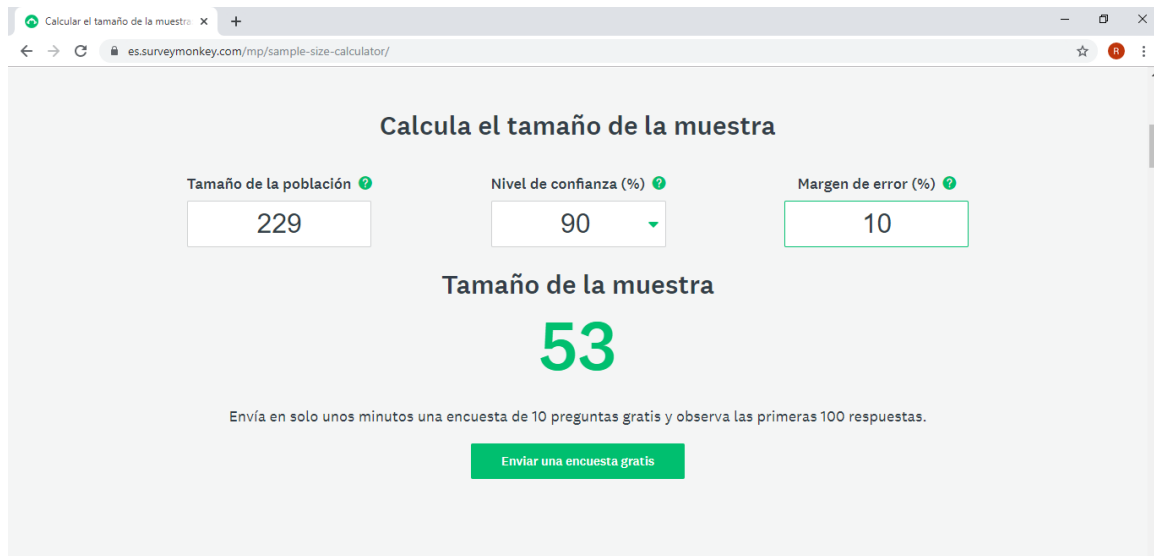 Calcular el tamaño de la muestra
es.surveymonkey.com/mp/sample-size-calculator/
R
Calcula el tamaño de la muestra
Tamaño de la población ? Nivel de confianza (%) ? Margen de error (%) ?
229 90 10
Tamaño de la muestra
53
Envía en solo unos minutos una encuesta de 10 preguntas gratis y observa las primeras 100 respuestas.
Enviar una encuesta gratis